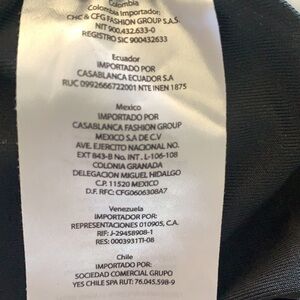 Colombia
Colombia Importador:
CHC & CFG FASHION GROUP S.A.S.
NIT 900.432.633-0
REGISTRO SIC 900432633
Ecuador
IMPORTADO POR
CASABLANCA ECUADOR S.A
RUC 0992666722001 NTE INEN 1875
Mexico
IMPORTADO POR
CASABLANCA FASHION GROUP
MEXICO S.A DE C.V
AVE. EJERCITO NACIONAL NO.
EXT 843-B No. INT . L-106-108
COLONIA GRANADA
DELEGACION MIGUEL HIDALGO
C.P. 11520 MEXICO
D.F. RFC: CFG0606308A7
Venezuela
IMPORTADOR POR:
REPRESENTACIONES 010905, C.A.
RIF: J-29458908-1
RES: 0003931TI-08
Chile
IMPORTADO POR:
SOCIEDAD COMERCIAL GRUPO
YES CHILE SPA RUT: 76.045.598-9